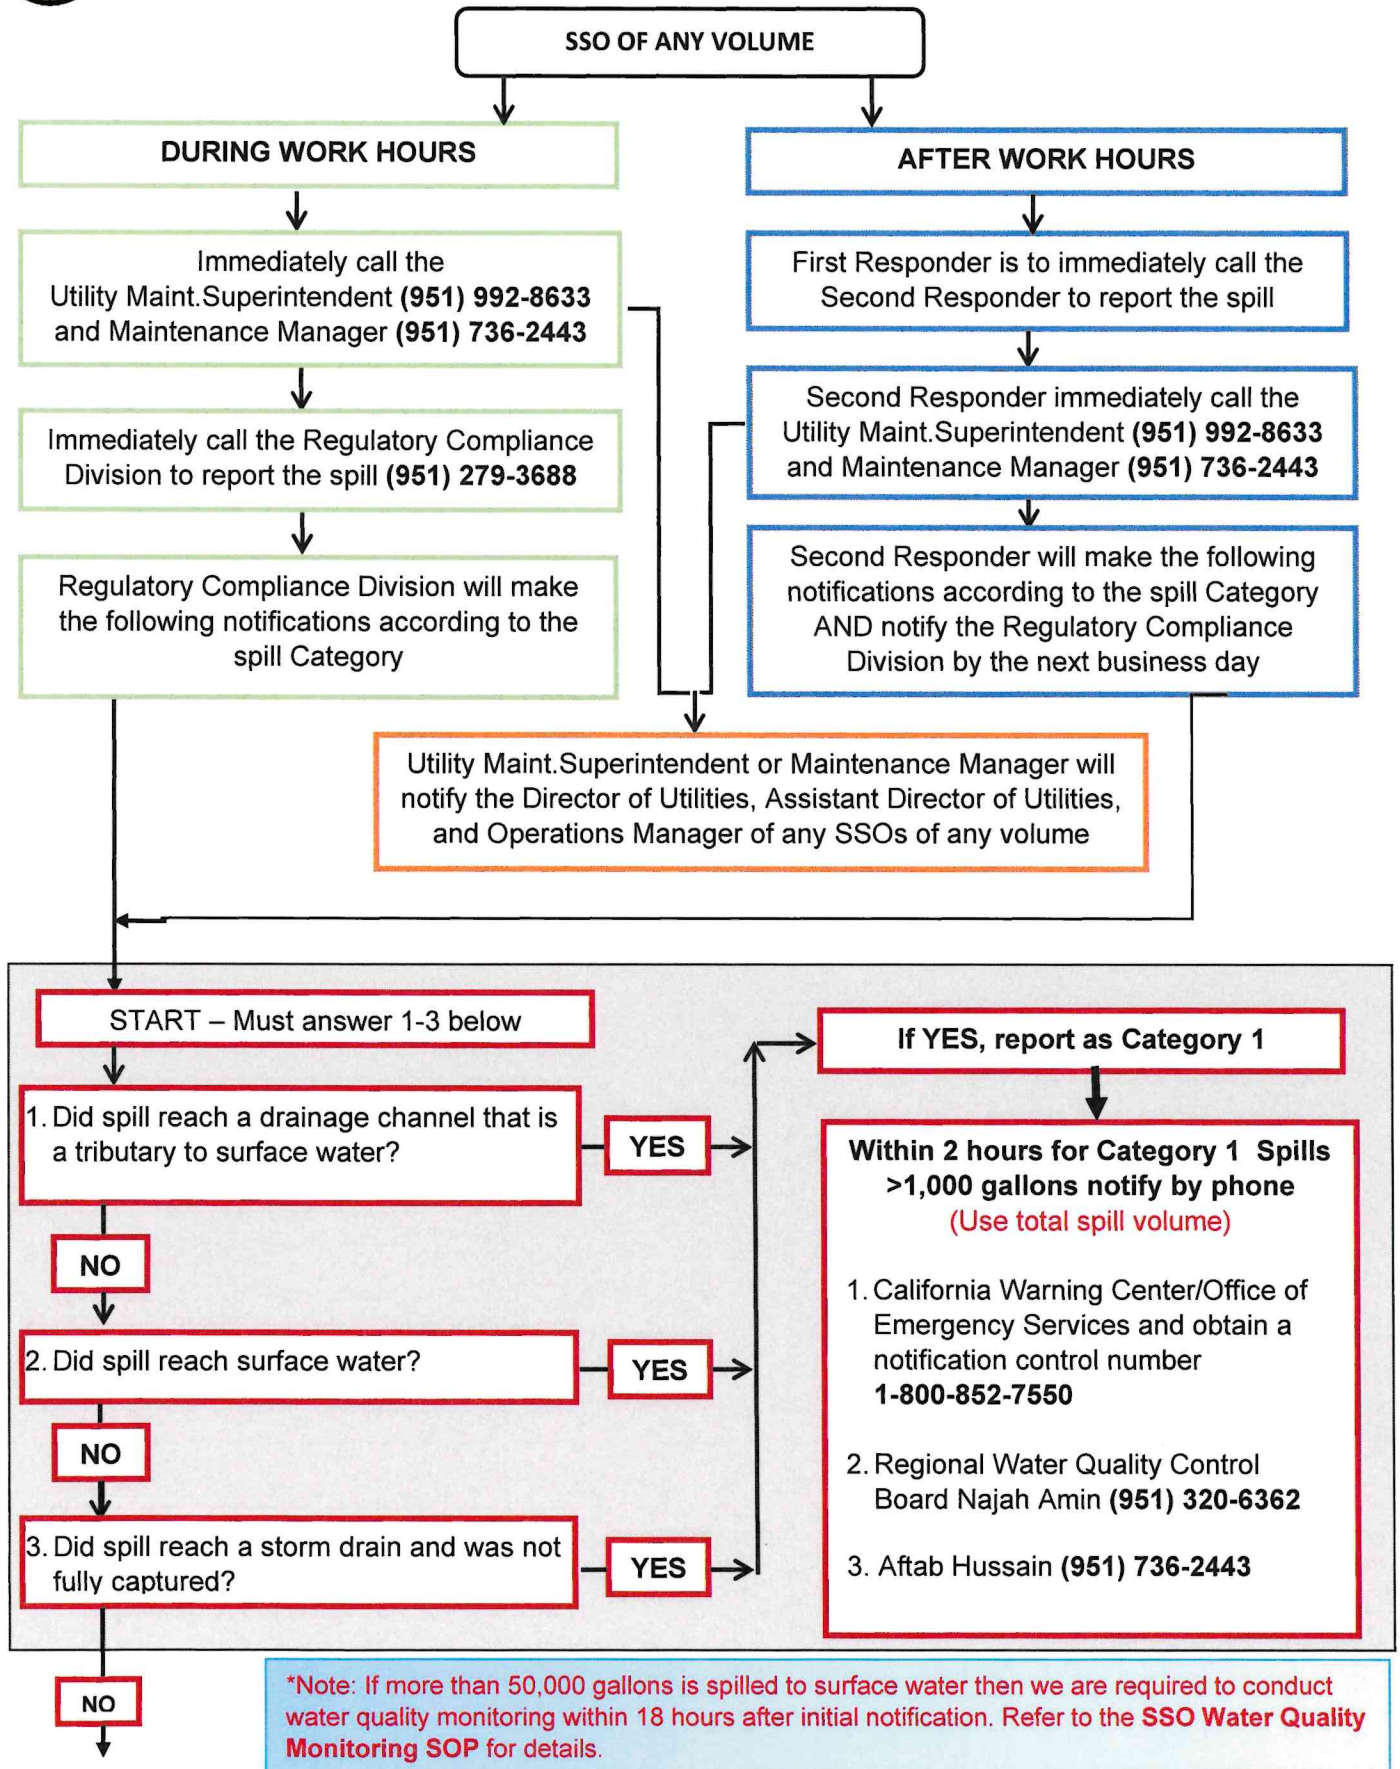 SSO OF ANY VOLUME
DURING WORK HOURS
Immediately call the
Utility Maint.Superintendent (951) 992-8633
and Maintenance Manager (951) 736-2443
Immediately call the Regulatory Compliance
Division to report the spill (951) 279-3688
Regulatory Compliance Division will make
the following notifications according to the
spill Category
AFTER WORK HOURS
First Responder is to immediately call the
Second Responder to report the spill
Second Responder immediately call the
Utility Maint.Superintendent (951) 992-8633
and Maintenance Manager (951) 736-2443
Second Responder will make the following
notifications according to the spill Category
AND notify the Regulatory Compliance
Division by the next business day
Utility Maint.Superintendent or Maintenance Manager will
notify the Director of Utilities, Assistant Director of Utilities,
and Operations Manager of any SSOs of any volume
START – Must answer 1-3 below
1. Did spill reach a drainage channel that is
a tributary to surface water?
YES
NO
2. Did spill reach surface water?
YES
NO
3. Did spill reach a storm drain and was not
fully captured?
YES
NO
If YES, report as Category 1
Within 2 hours for Category 1 Spills
>1,000 gallons notify by phone
(Use total spill volume)
1. California Warning Center/Office of
Emergency Services and obtain a
notification control number
1-800-852-7550
2. Regional Water Quality Control
Board Najah Amin (951) 320-6362
3. Aftab Hussain (951) 736-2443
*Note: If more than 50,000 gallons is spilled to surface water then we are required to conduct
water quality monitoring within 18 hours after initial notification. Refer to the SSO Water Quality
Monitoring SOP for details.